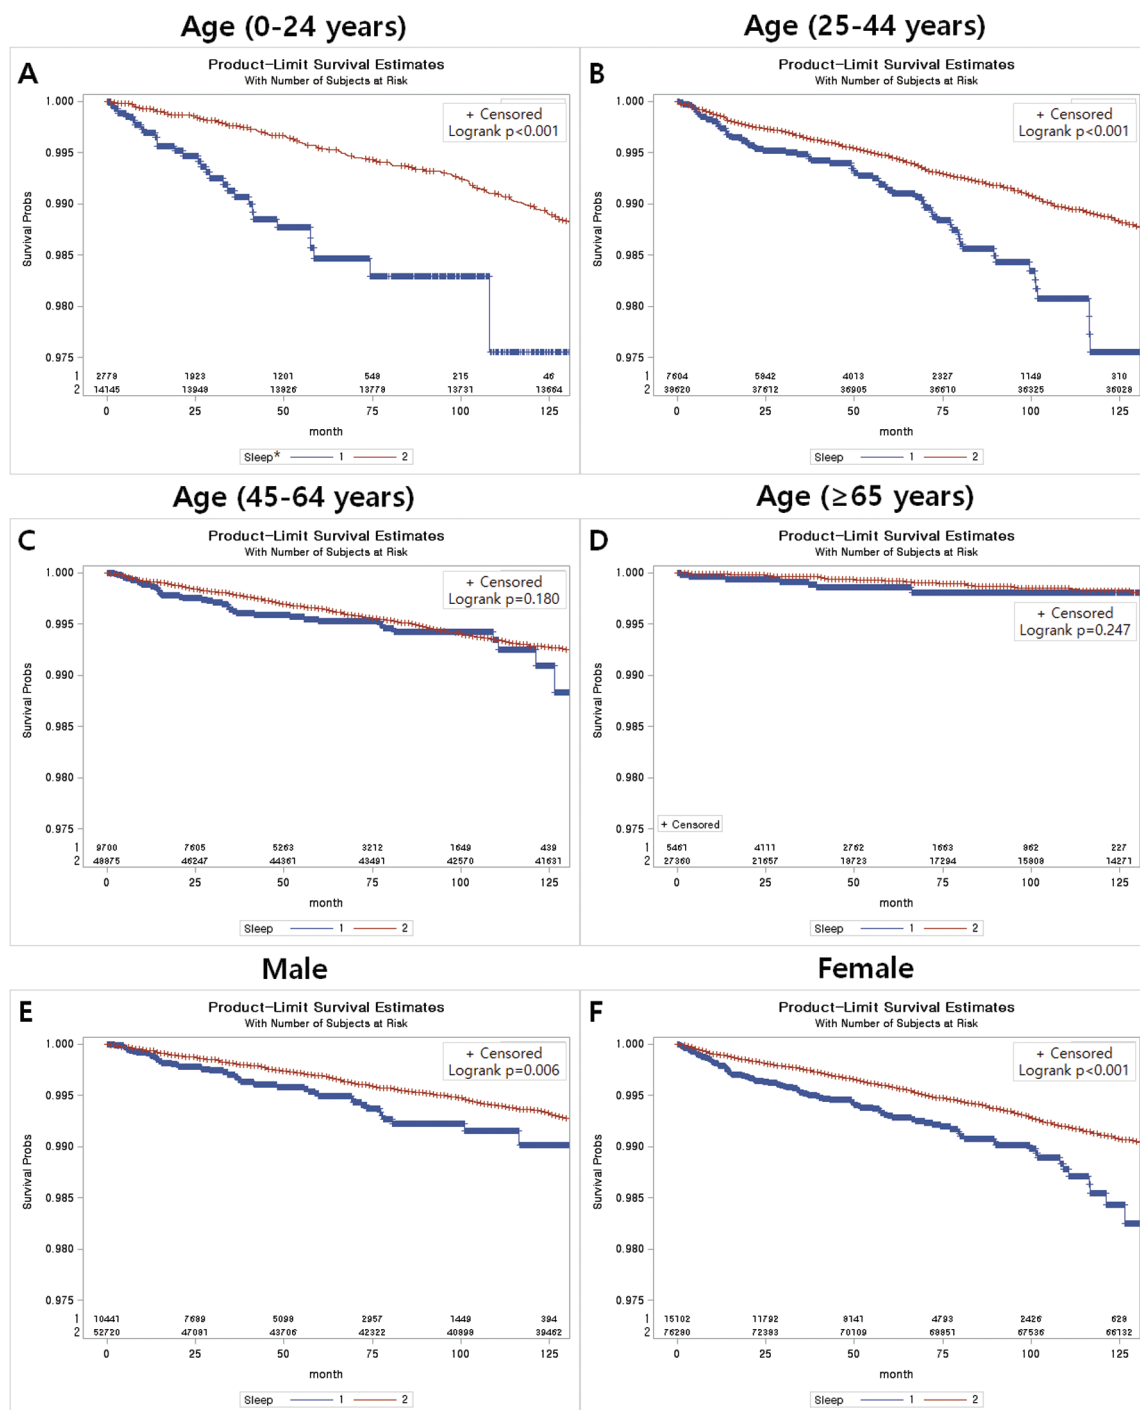 Age (0-24 years)
A
Product-Limit Survival Estimates
With Number of Subjects at Risk
+ Censored
Logrank p<0.001
Survival Probs
1.000
0.995
0.990
0.985
0.980
0.975
1 2778 1923 1201 548 215 46
2 14145 13948 13826 13778 13731 13664
0 25 50 75 100 125
month
Sleep* 1 2
Age (25-44 years)
B
Product-Limit Survival Estimates
With Number of Subjects at Risk
+ Censored
Logrank p<0.001
Survival Probs
1.000
0.995
0.990
0.985
0.980
0.975
1 7604 5842 4013 2327 1149 310
2 38620 37612 36905 36610 36325 36028
0 25 50 75 100 125
month
Sleep 1 2
Age (45-64 years)
C
Product-Limit Survival Estimates
With Number of Subjects at Risk
+ Censored
Logrank p=0.180
Survival Probs
1.000
0.995
0.990
0.985
0.980
0.975
1 9700 7605 5263 3212 1649 439
2 48875 46247 44361 43491 42570 41631
0 25 50 75 100 125
month
Sleep 1 2
Age (≥65 years)
D
Product-Limit Survival Estimates
With Number of Subjects at Risk
+ Censored
Logrank p=0.247
Survival Probs
1.000
0.995
0.990
0.985
0.980
0.975
+ Censored
1 5461 4111 2762 1663 862 227
2 27360 21657 18723 17294 15808 14271
0 25 50 75 100 125
month
Sleep 1 2
Male
E
Product-Limit Survival Estimates
With Number of Subjects at Risk
+ Censored
Logrank p=0.006
Survival Probs
1.000
0.995
0.990
0.985
0.980
0.975
1 10441 7689 5098 2957 1449 394
2 52720 47081 43706 42322 40898 39462
0 25 50 75 100 125
month
Sleep 1 2
Female
F
Product-Limit Survival Estimates
With Number of Subjects at Risk
+ Censored
Logrank p<0.001
Survival Probs
1.000
0.995
0.990
0.985
0.980
0.975
1 15102 11792 8141 4793 2426 628
2 76280 72383 70109 68851 67536 66132
0 25 50 75 100 125
month
Sleep 1 2